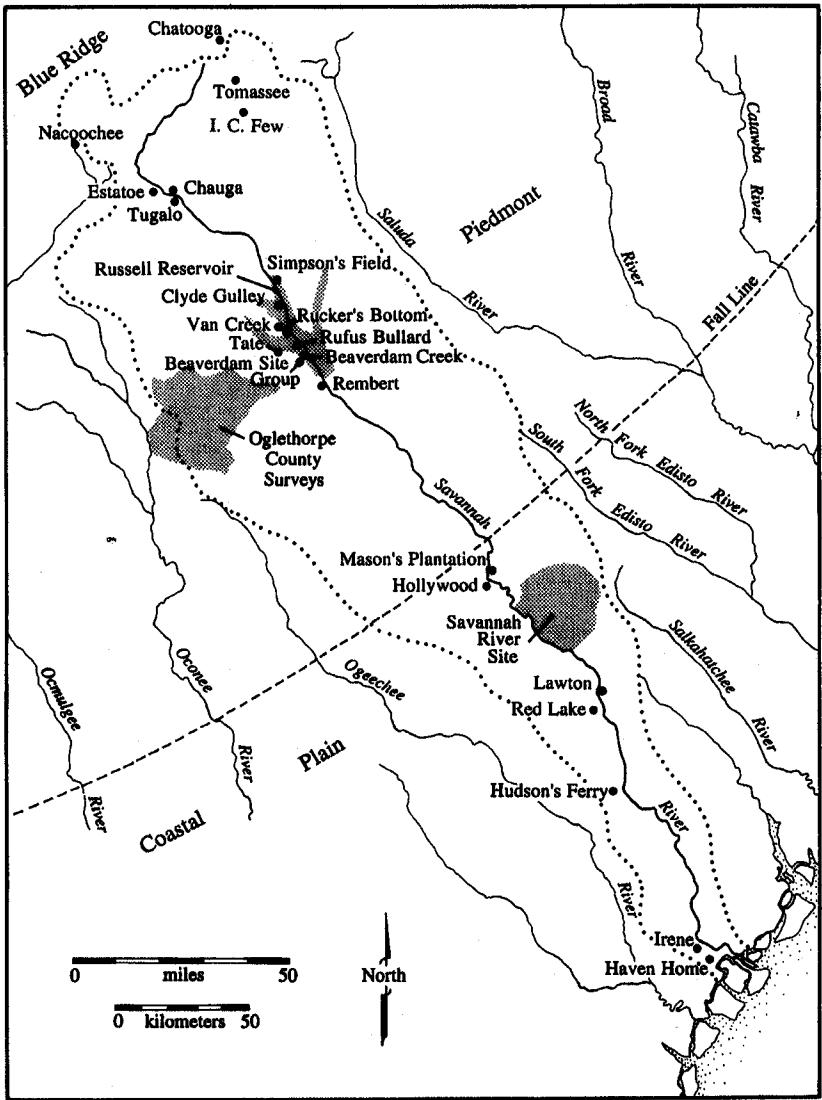 Chatooga
Blue Ridge
Tomassee
I. C. Few
Nacoochee
Estatoe
Chauga
Tugalo
Broad
River
Catawba
River
Piedmont
Saluda
River
Fall Line
Russell Reservoir
Simpson's Field
Clyde Gulley
Rucker's Bottom
Van Creek
Rufus Bullard
Tate
Beaverdam Creek
Beaverdam Site
Group
Rembert
Oglethorpe
County
Surveys
North Fork Edisto River
South Fork Edisto River
Savannah
Mason's Plantation
Hollywood
Savannah
River
Site
Salkahatchee
River
Lawton
Red Lake
Ocmulgee
River
Oconee
River
Ogeechee
River
Plain
Coastal
Hudson's Ferry
River
Irene
Haven Home
0 miles 50
0 kilometers 50
North